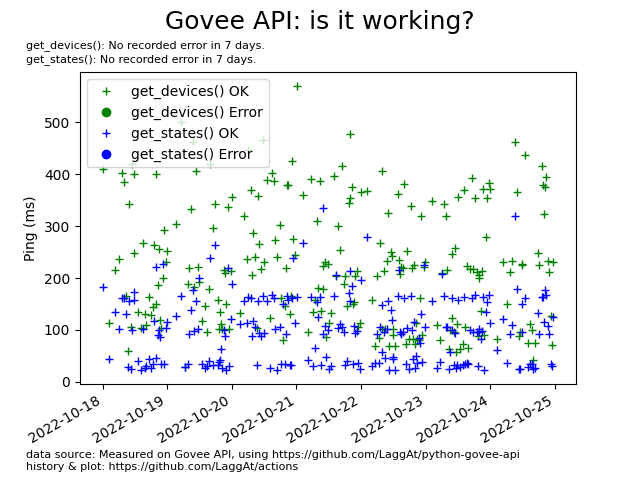 Govee API: is it working?
get_devices(): No recorded error in 7 days.
get_states(): No recorded error in 7 days.
get_devices() OK
get_devices() Error
get_states() OK
get_states() Error
Ping (ms)
500
400
300
200
100
0
2022-10-18
2022-10-19
2022-10-20
2022-10-21
2022-10-22
2022-10-23
2022-10-24
2022-10-25
data source: Measured on Govee API, using https://github.com/LaggAt/python-govee-api
history & plot: https://github.com/LaggAt/actions